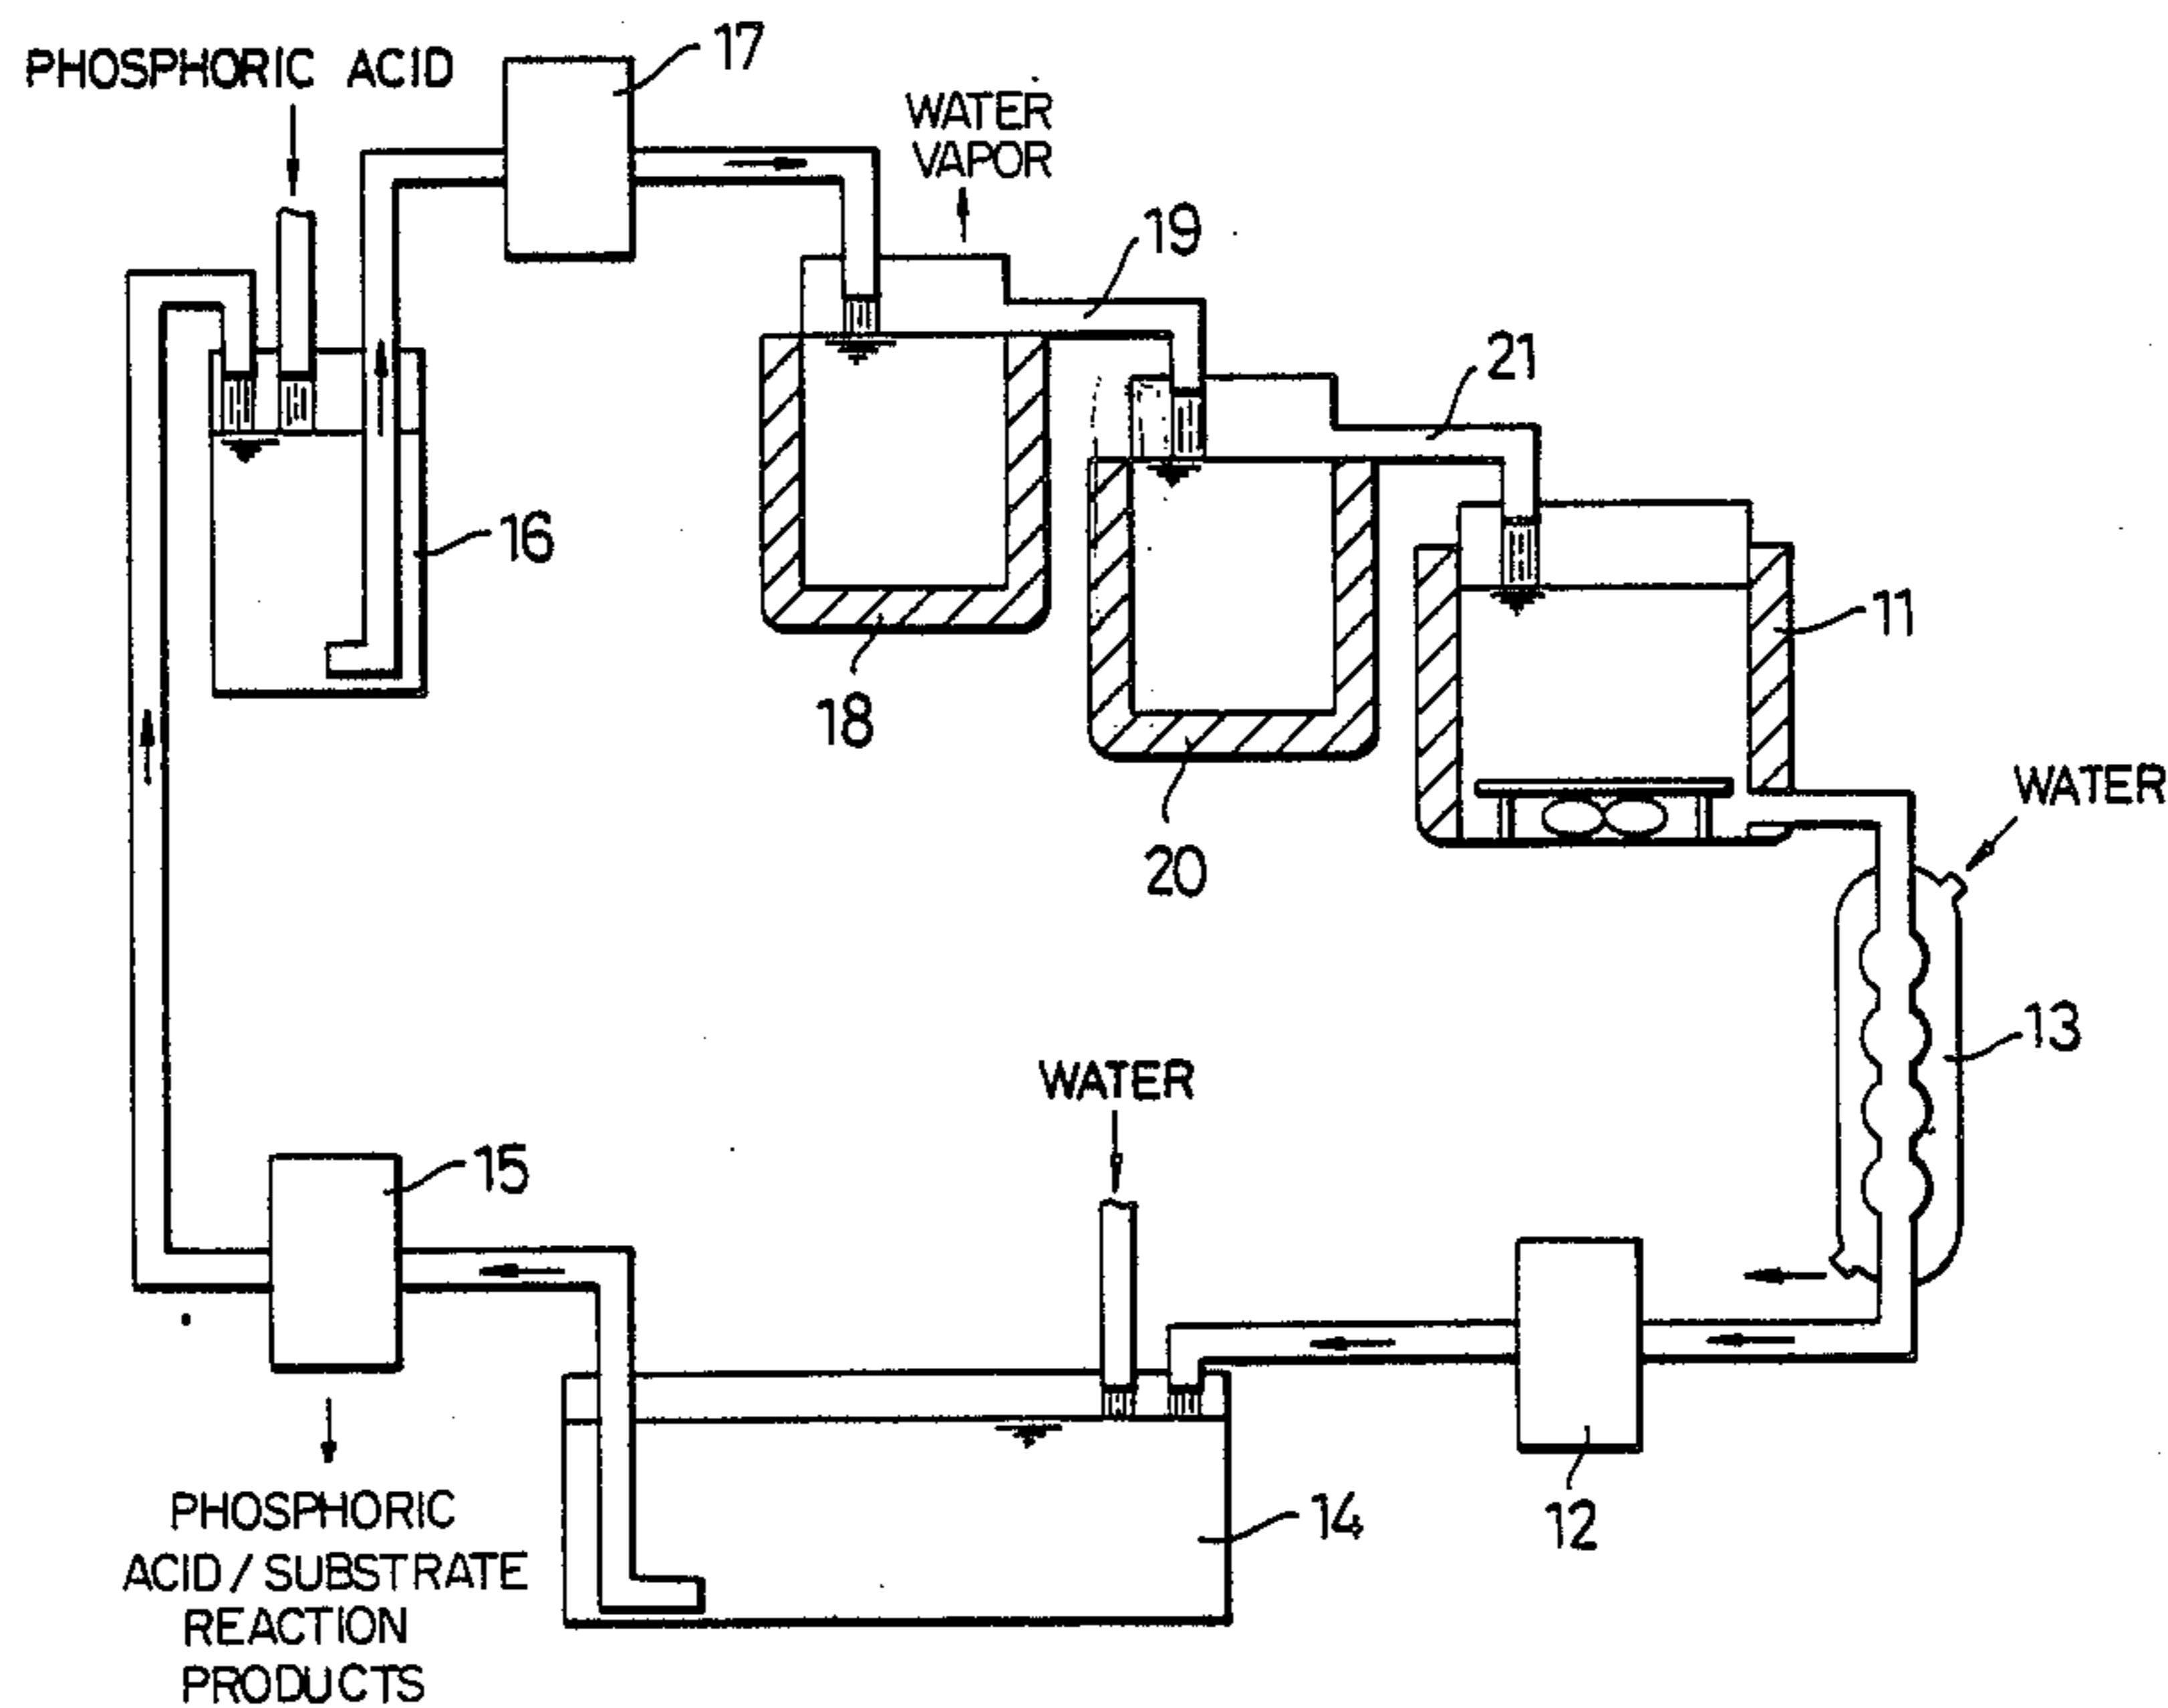 PHOSPHORIC ACID
17
WATER
VAPOR
19
21
16
11
18
20
WATER
13
WATER
15
14
12
PHOSPHORIC
ACID/SUBSTRATE
REACTION
PRODUCTS